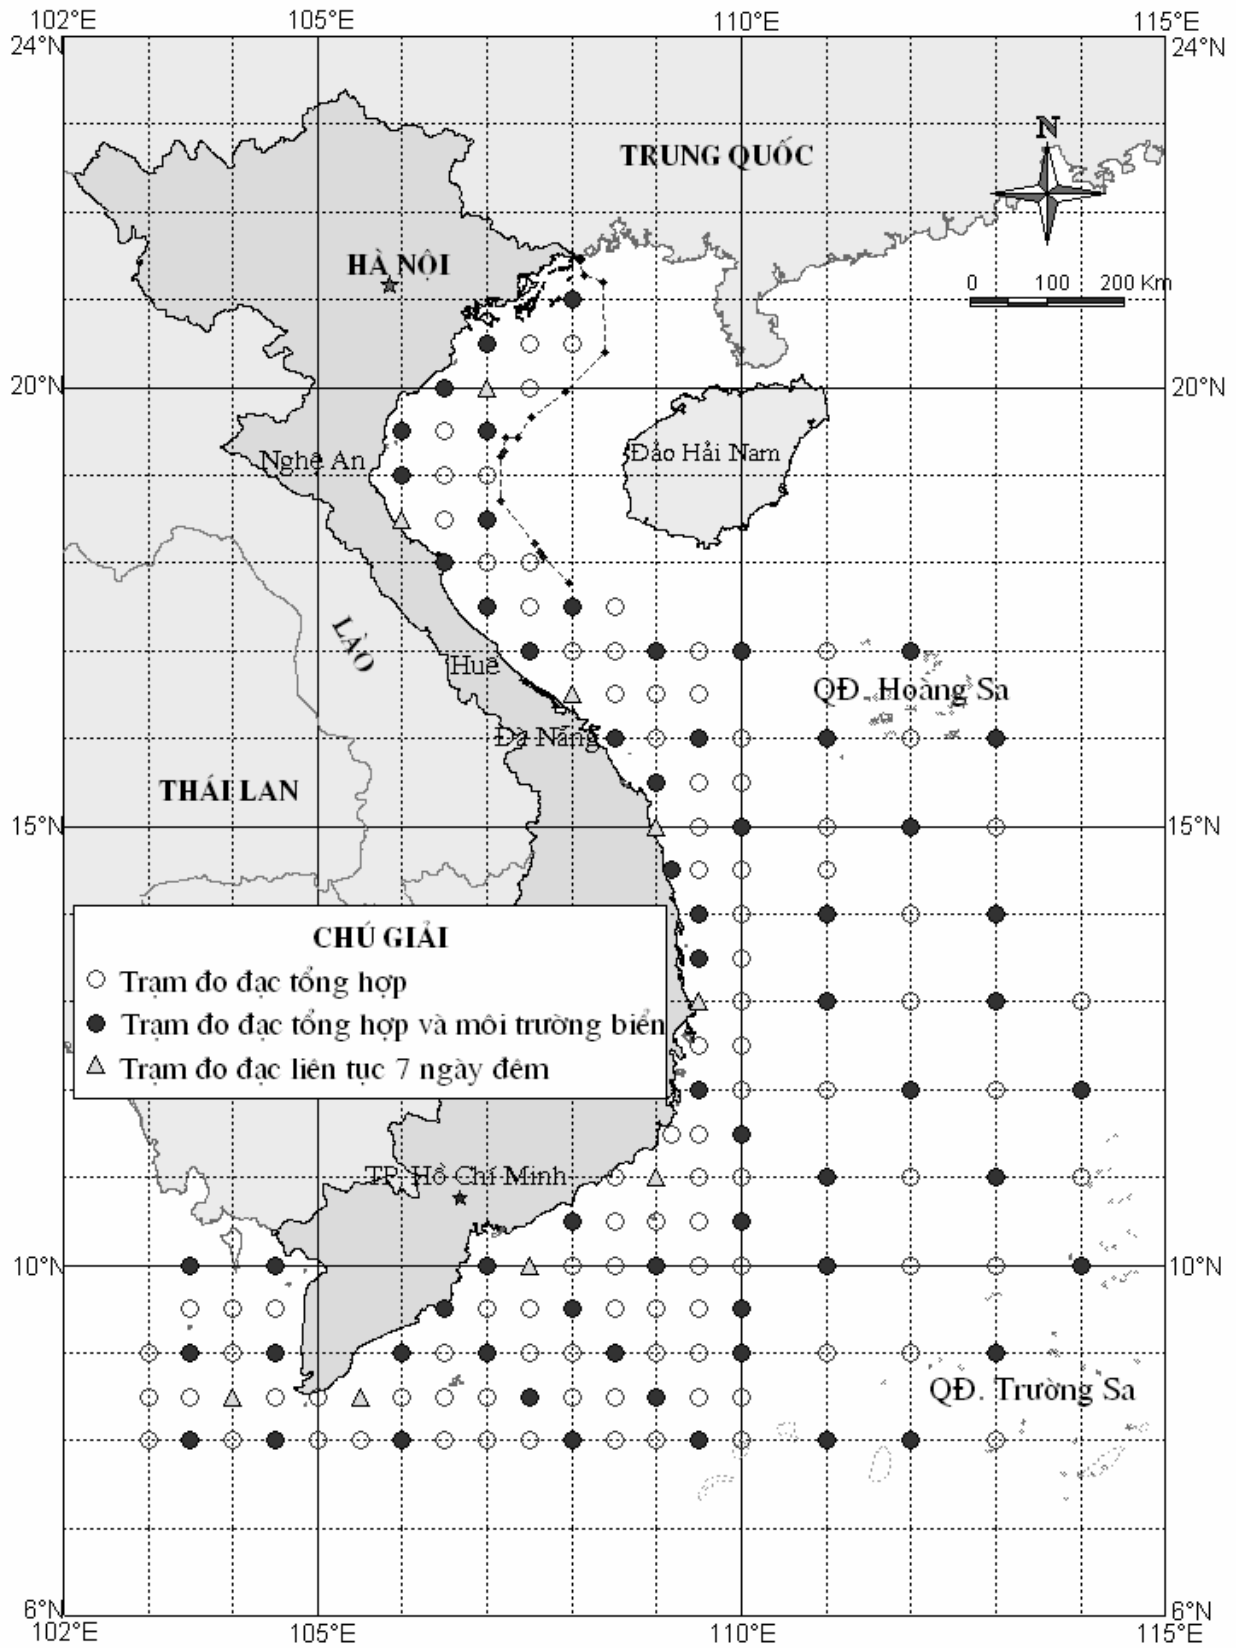 102°E 105°E 110°E 115°E
24°N 24°N
N
TRUNG QUỐC
HÀ NỘI
0 100 200 Km
20°N 20°N
Đảo Hải Nam
Nghệ An
LÀO
Huế
QĐ. Hoàng Sa
Đà Nẵng
THÁI LAN
15°N 15°N
CHÚ GIẢI
Trạm đo đạc tổng hợp
Trạm đo đạc tổng hợp và môi trường biển
Trạm đo đạc liên tục 7 ngày đêm
TP. Hồ Chí Minh
10°N 10°N
QĐ. Trường Sa
6°N 6°N
102°E 105°E 110°E 115°E